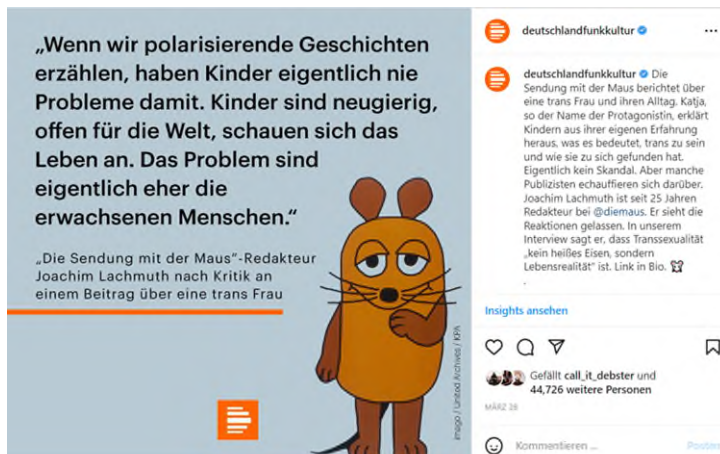 „Wenn wir polarisierende Geschichten
erzählen, haben Kinder eigentlich nie
Probleme damit. Kinder sind neugierig,
offen für die Welt, schauen sich das
Leben an. Das Problem sind
eigentlich eher die
erwachsenen Menschen.“
„Die Sendung mit der Maus“-Redakteur
Joachim Lachmuth nach Kritik an
einem Beitrag über eine trans Frau
imago / United Archives / KPA
deutschlandfunkkultur
deutschlandfunkkultur Die
Sendung mit der Maus berichtet über
eine trans Frau und ihren Alltag. Katja,
so der Name der Protagonistin, erklärt
Kindern aus ihrer eigenen Erfahrung
heraus, was es bedeutet, trans zu sein
und wie sie zu sich gefunden hat.
Eigentlich kein Skandal. Aber manche
Publizisten echauffieren sich darüber.
Joachim Lachmuth ist seit 25 Jahren
Redakteur bei @diemaus. Er sieht die
Reaktionen gelassen. In unserem
Interview sagt er, dass Transsexualität
„kein heißes Eisen, sondern
Lebensrealität“ ist. Link in Bio. 🐭
.
Insights ansehen
Gefällt call_it_debster und
44,726 weitere Personen
MÄRZ 28
Kommentieren ...
Posten